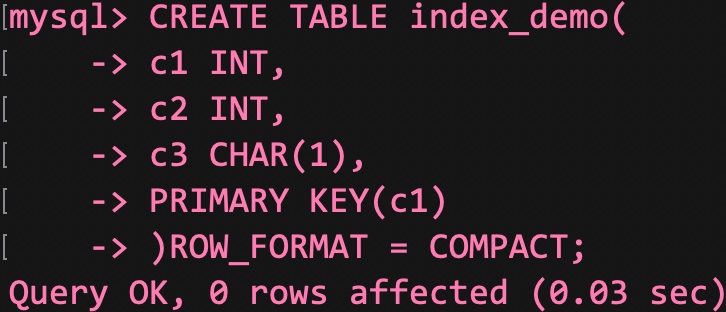 [mysql> CREATE TABLE index_demo(
[    -> c1 INT,
[    -> c2 INT,
[    -> c3 CHAR(1),
[    -> PRIMARY KEY(c1)
[    -> )ROW_FORMAT = COMPACT;
Query OK, 0 rows affected (0.03 sec)